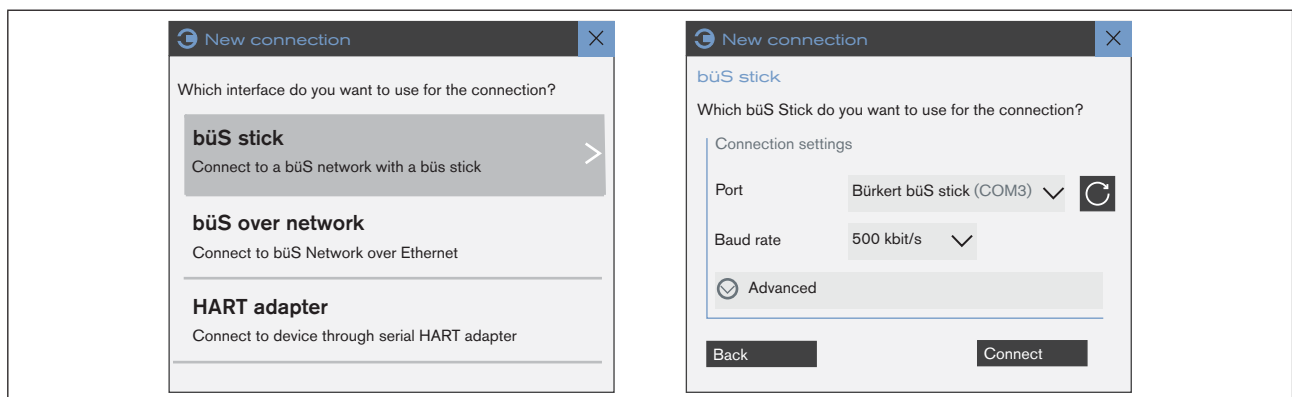 New connection
Which interface do you want to use for the connection?
büS stick
Connect to a büS network with a büs stick
büS over network
Connect to büS Network over Ethernet
HART adapter
Connect to device through serial HART adapter
New connection
büS stick
Which büS Stick do you want to use for the connection?
Connection settings
Port Bürkert büS stick (COM3)
Baud rate 500 kbit/s
Advanced
Back Connect